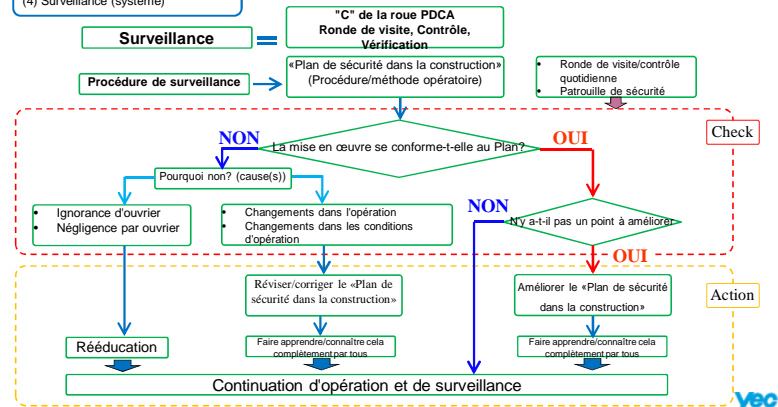 (4) Surveillance (système)
Surveillance
"C" de la roue PDCA
Ronde de visite, Contrôle,
Vérification
Procédure de surveillance
«Plan de sécurité dans la construction»
(Procédure/méthode opératoire)
• Ronde de visite/contrôle
quotidienne
• Patrouille de sécurité
Check
NON
La mise en œuvre se conforme-t-elle au Plan?
OUI
Pourquoi non? (cause(s))
• Ignorance d'ouvrier
• Négligence par ouvrier
• Changements dans l'opération
• Changements dans les conditions
d'opération
NON
N'y a-t-il pas un point à améliorer
OUI
Action
Réviser/corriger le «Plan de
sécurité dans la construction»
Améliorer le «Plan de sécurité
dans la construction»
Rééducation
Faire apprendre/connaître cela
complètement par tous
Faire apprendre/connaître cela
complètement par tous
Continuation d'opération et de surveillance
vec